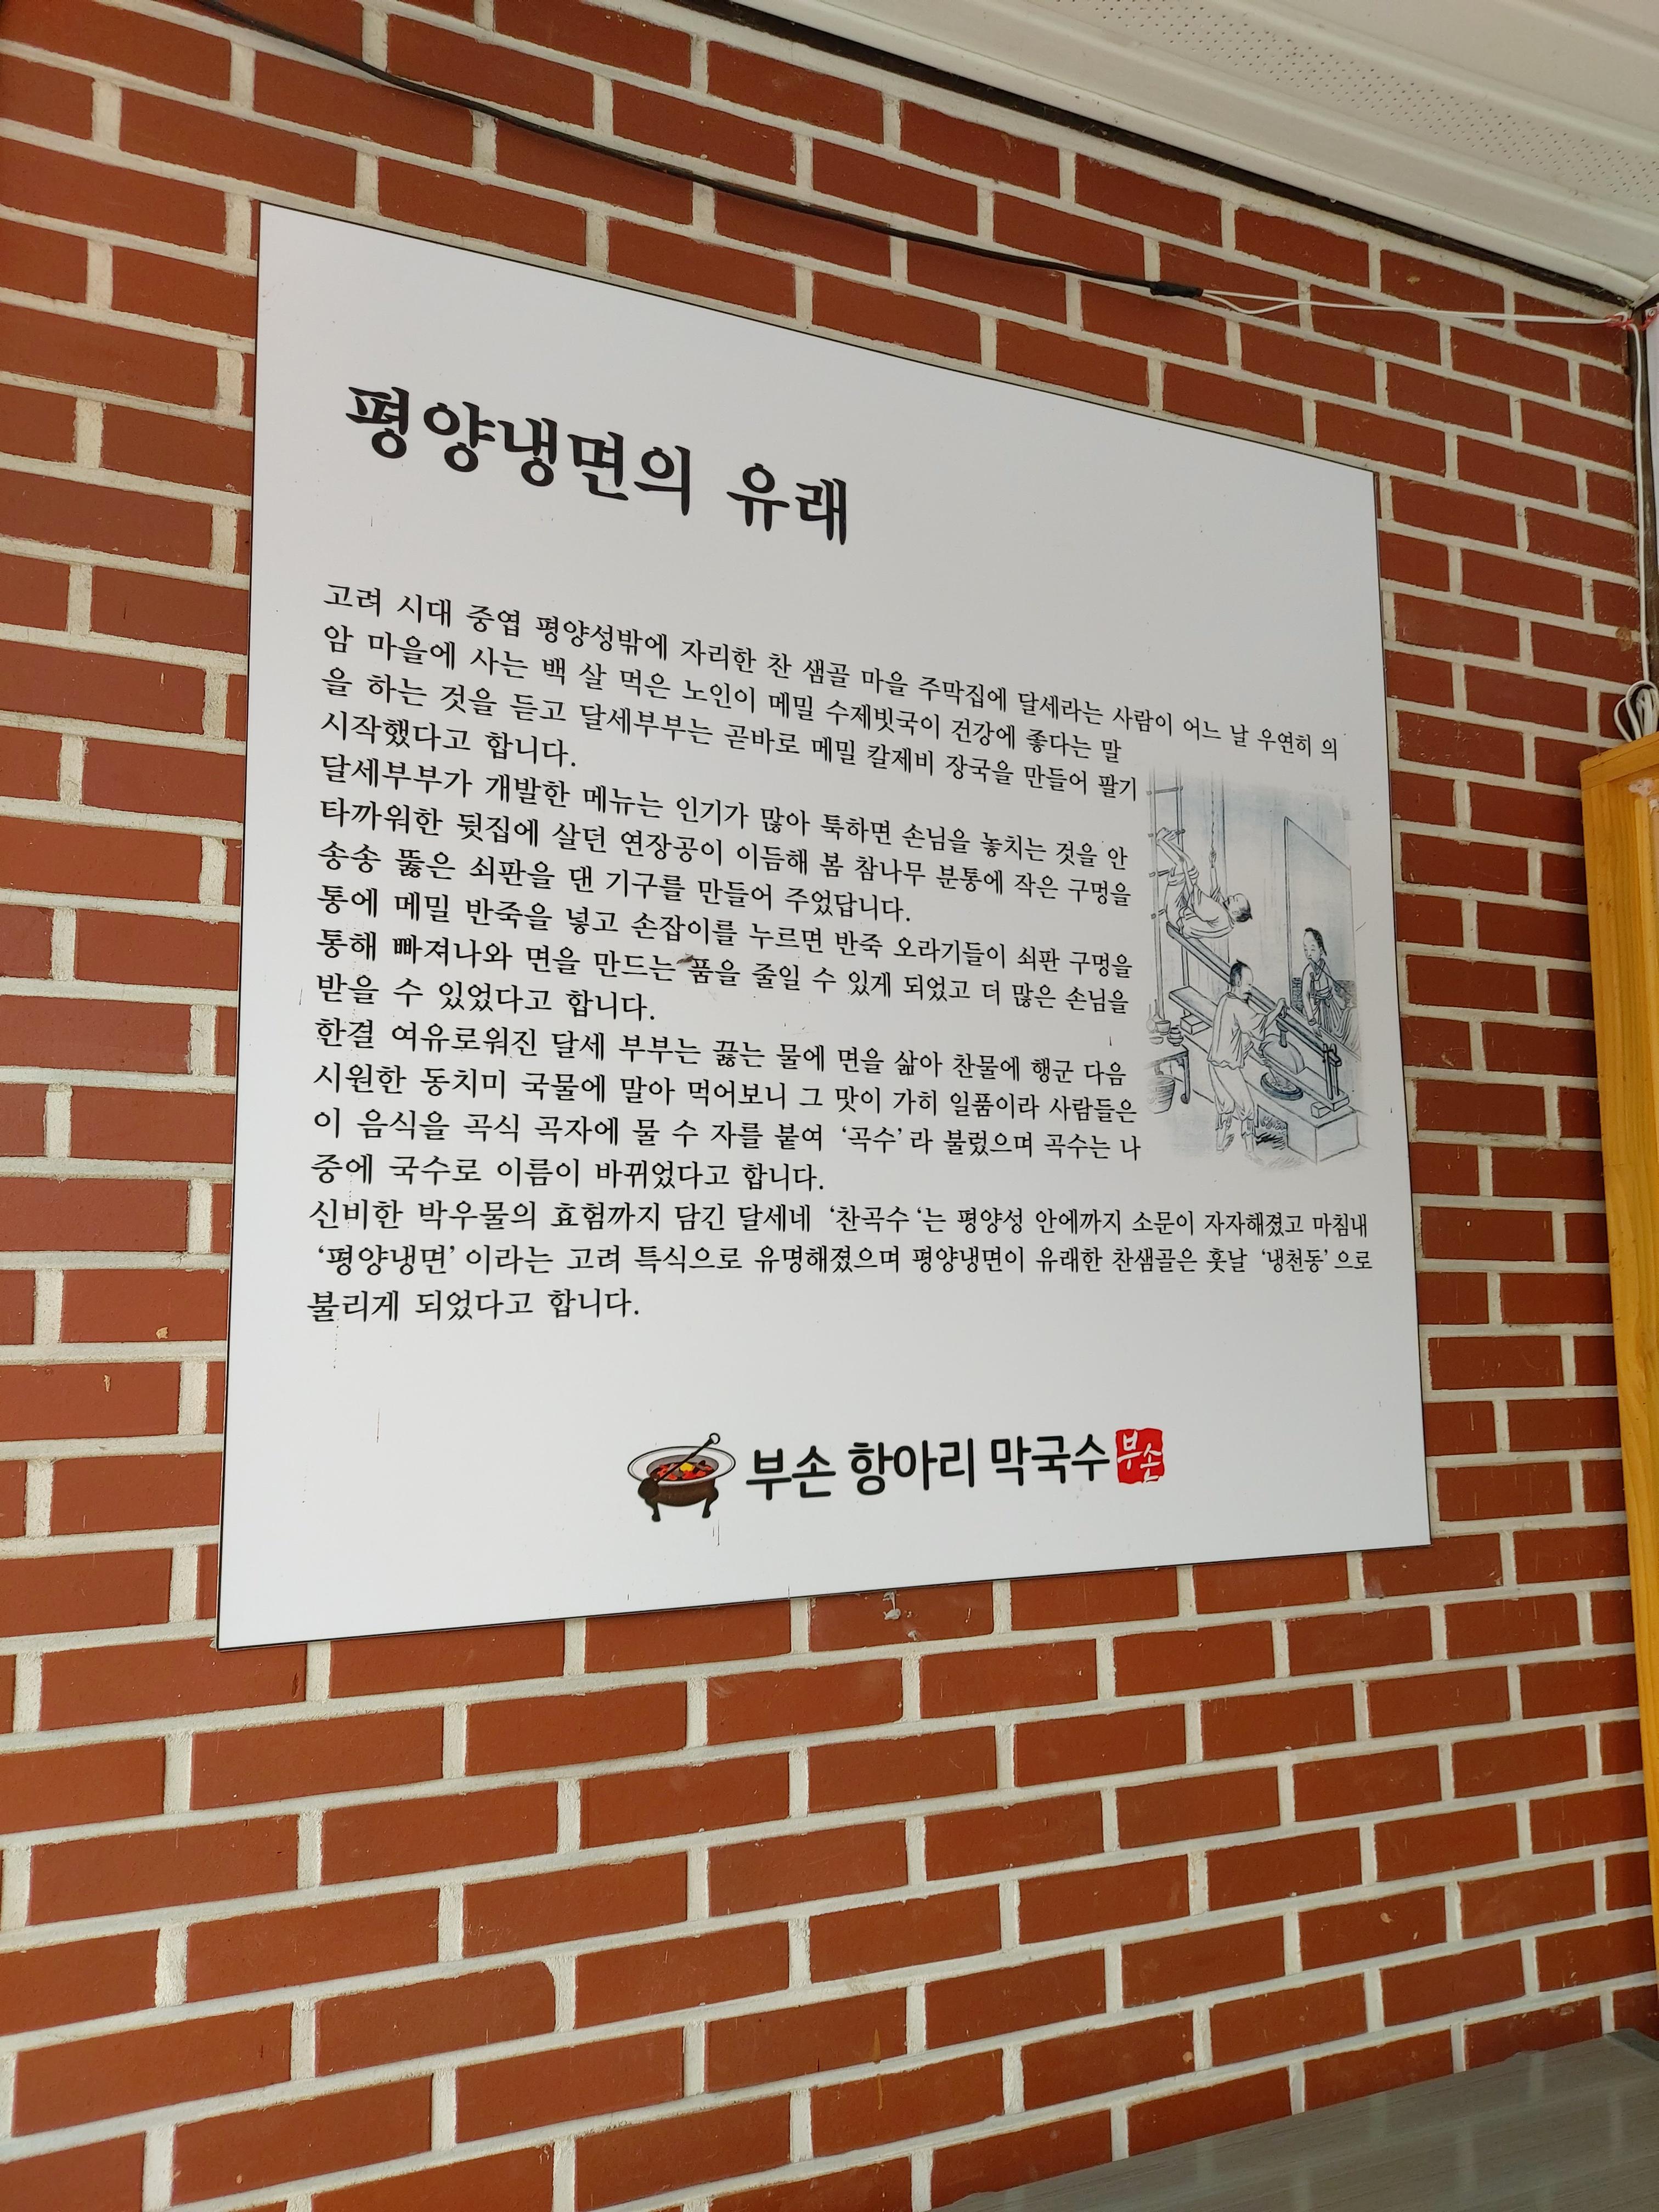 평양냉면의 유래
고려 시대 중엽 평양성밖에 자리한 찬 샘골 마을 주막집에 달세라는 사람이 어느 날 우연히 의
암 마을에 사는 백 살 먹은 노인이 메밀 수제빗국이 건강에 좋다는 말
을 하는 것을 듣고 달세부부는 곧바로 메밀 칼제비 장국을 만들어 팔기
시작했다고 합니다.
달세부부가 개발한 메뉴는 인기가 많아 툭하면 손님을 놓치는 것을 안
타까워한 뒷집에 살던 연장공이 이듬해 봄 참나무 분통에 작은 구멍을
송송 뚫은 쇠판을 댄 기구를 만들어 주었답니다.
통에 메밀 반죽을 넣고 손잡이를 누르면 반죽 오라기들이 쇠판 구멍을
통해 빠져나와 면을 만드는 품을 줄일 수 있게 되었고 더 많은 손님을
받을 수 있었다고 합니다.
한결 여유로워진 달세 부부는 끓는 물에 면을 삶아 찬물에 행군 다음
시원한 동치미 국물에 말아 먹어보니 그 맛이 가히 일품이라 사람들은
이 음식을 곡식 곡자에 물 수 자를 붙여 ‘곡수’라 불렀으며 곡수는 나
중에 국수로 이름이 바뀌었다고 합니다.
신비한 박우물의 효험까지 담긴 달세네 ‘찬곡수‘는 평양성 안에까지 소문이 자자해졌고 마침내
‘평양냉면’이라는 고려 특식으로 유명해졌으며 평양냉면이 유래한 찬샘골은 훗날 ‘냉천동’으로
불리게 되었다고 합니다.
부손 항아리 막국수 부손